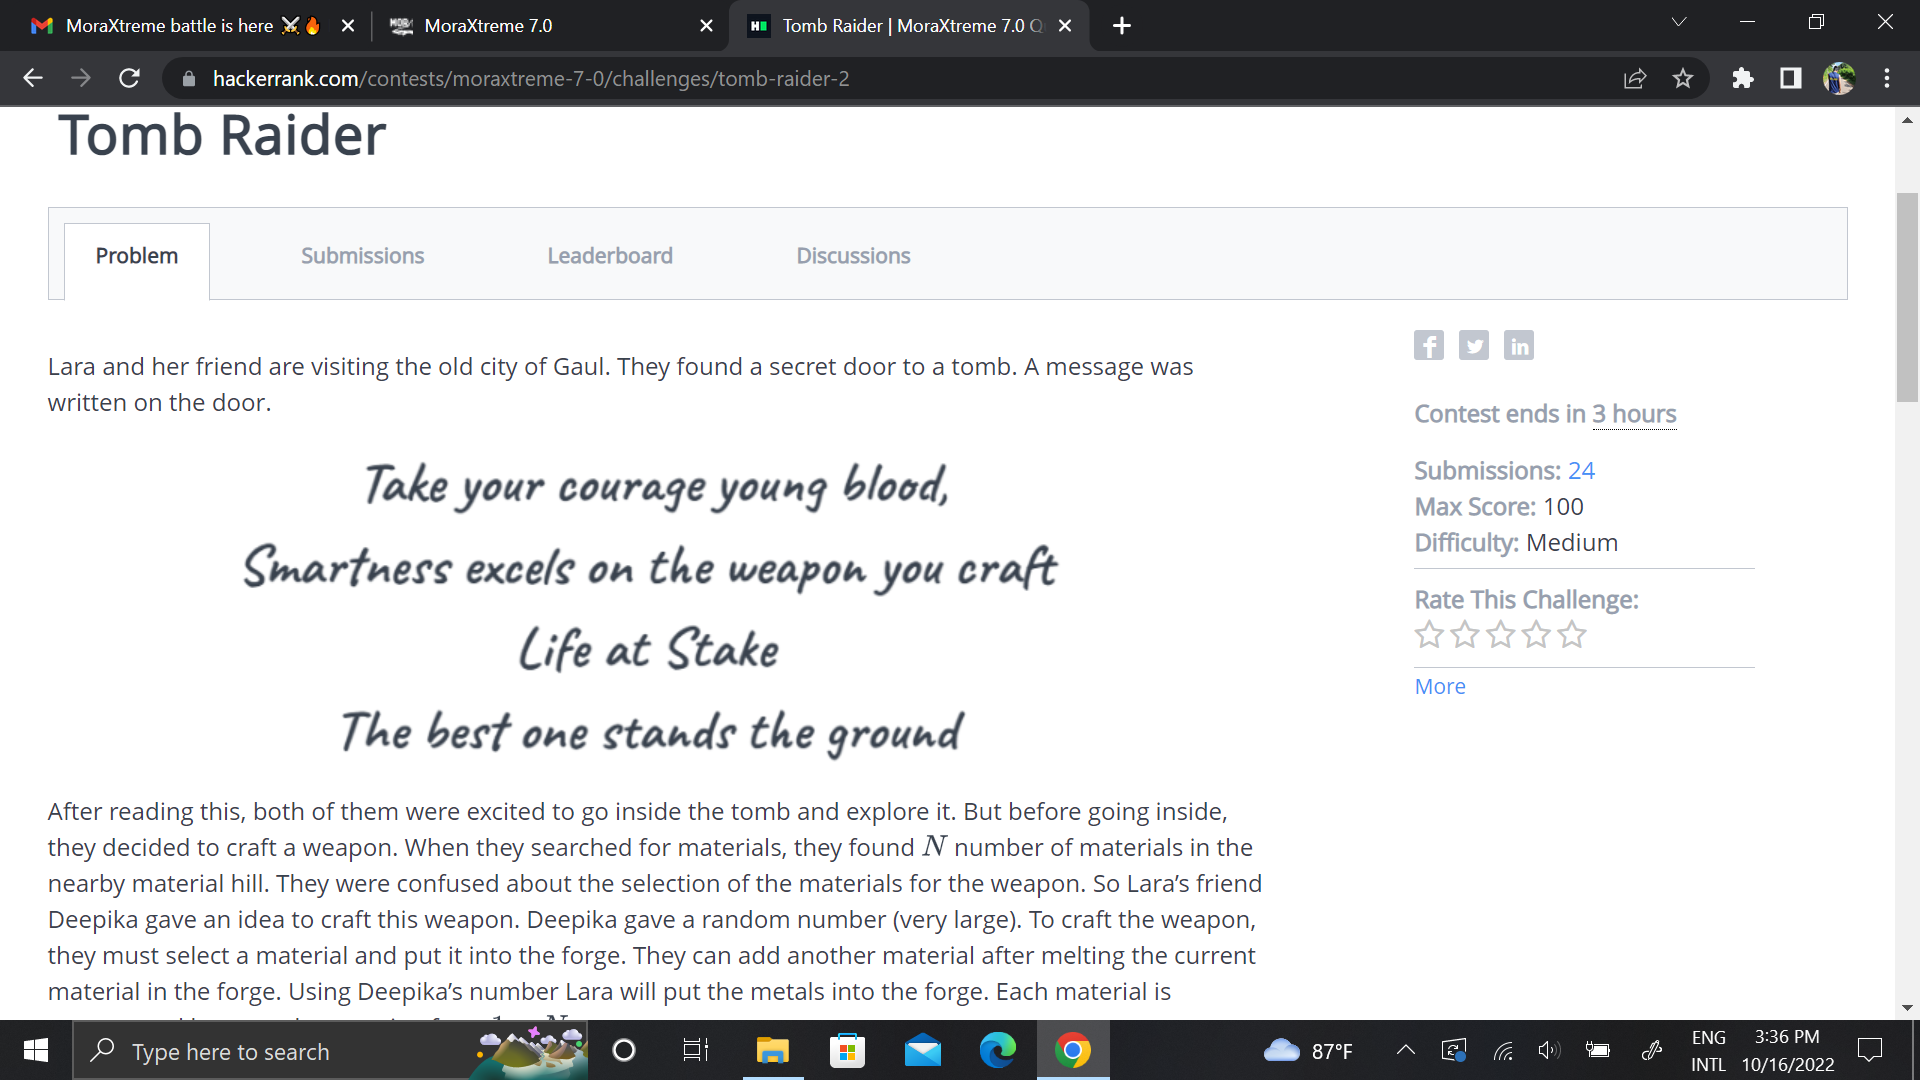 MoraXtreme battle is here ⚔️🔥
MoraXtreme 7.0
Tomb Raider | MoraXtreme 7.0 Q
hackerrank.com/contests/moraxtreme-7-0/challenges/tomb-raider-2
Tomb Raider
Problem
Submissions
Leaderboard
Discussions
Lara and her friend are visiting the old city of Gaul. They found a secret door to a tomb. A message was
written on the door.
Take your courage young blood,
Smartness excels on the weapon you craft
Life at Stake
The best one stands the ground
After reading this, both of them were excited to go inside the tomb and explore it. But before going inside,
they decided to craft a weapon. When they searched for materials, they found N number of materials in the
nearby material hill. They were confused about the selection of the materials for the weapon. So Lara’s friend
Deepika gave an idea to craft this weapon. Deepika gave a random number (very large). To craft the weapon,
they must select a material and put it into the forge. They can add another material after melting the current
material in the forge. Using Deepika’s number Lara will put the metals into the forge. Each material is
Contest ends in 3 hours
Submissions: 24
Max Score: 100
Difficulty: Medium
Rate This Challenge:
More
Type here to search
87°F
ENG
INTL
3:36 PM
10/16/2022